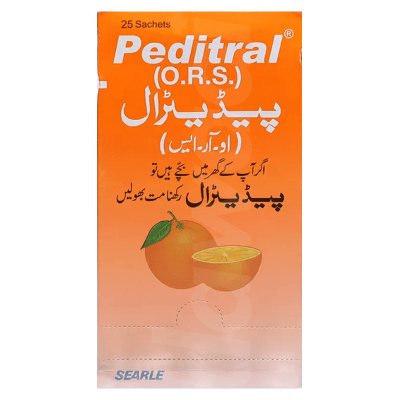 25 Sachets
Peditral®
(O.R.S.)
پیڈیٹرال
(او-آر-ایس)
اگر آپ کے گھر میں بچے ہیں تو
پیڈیٹرال رکھنا مت بھولیں
SEARLE